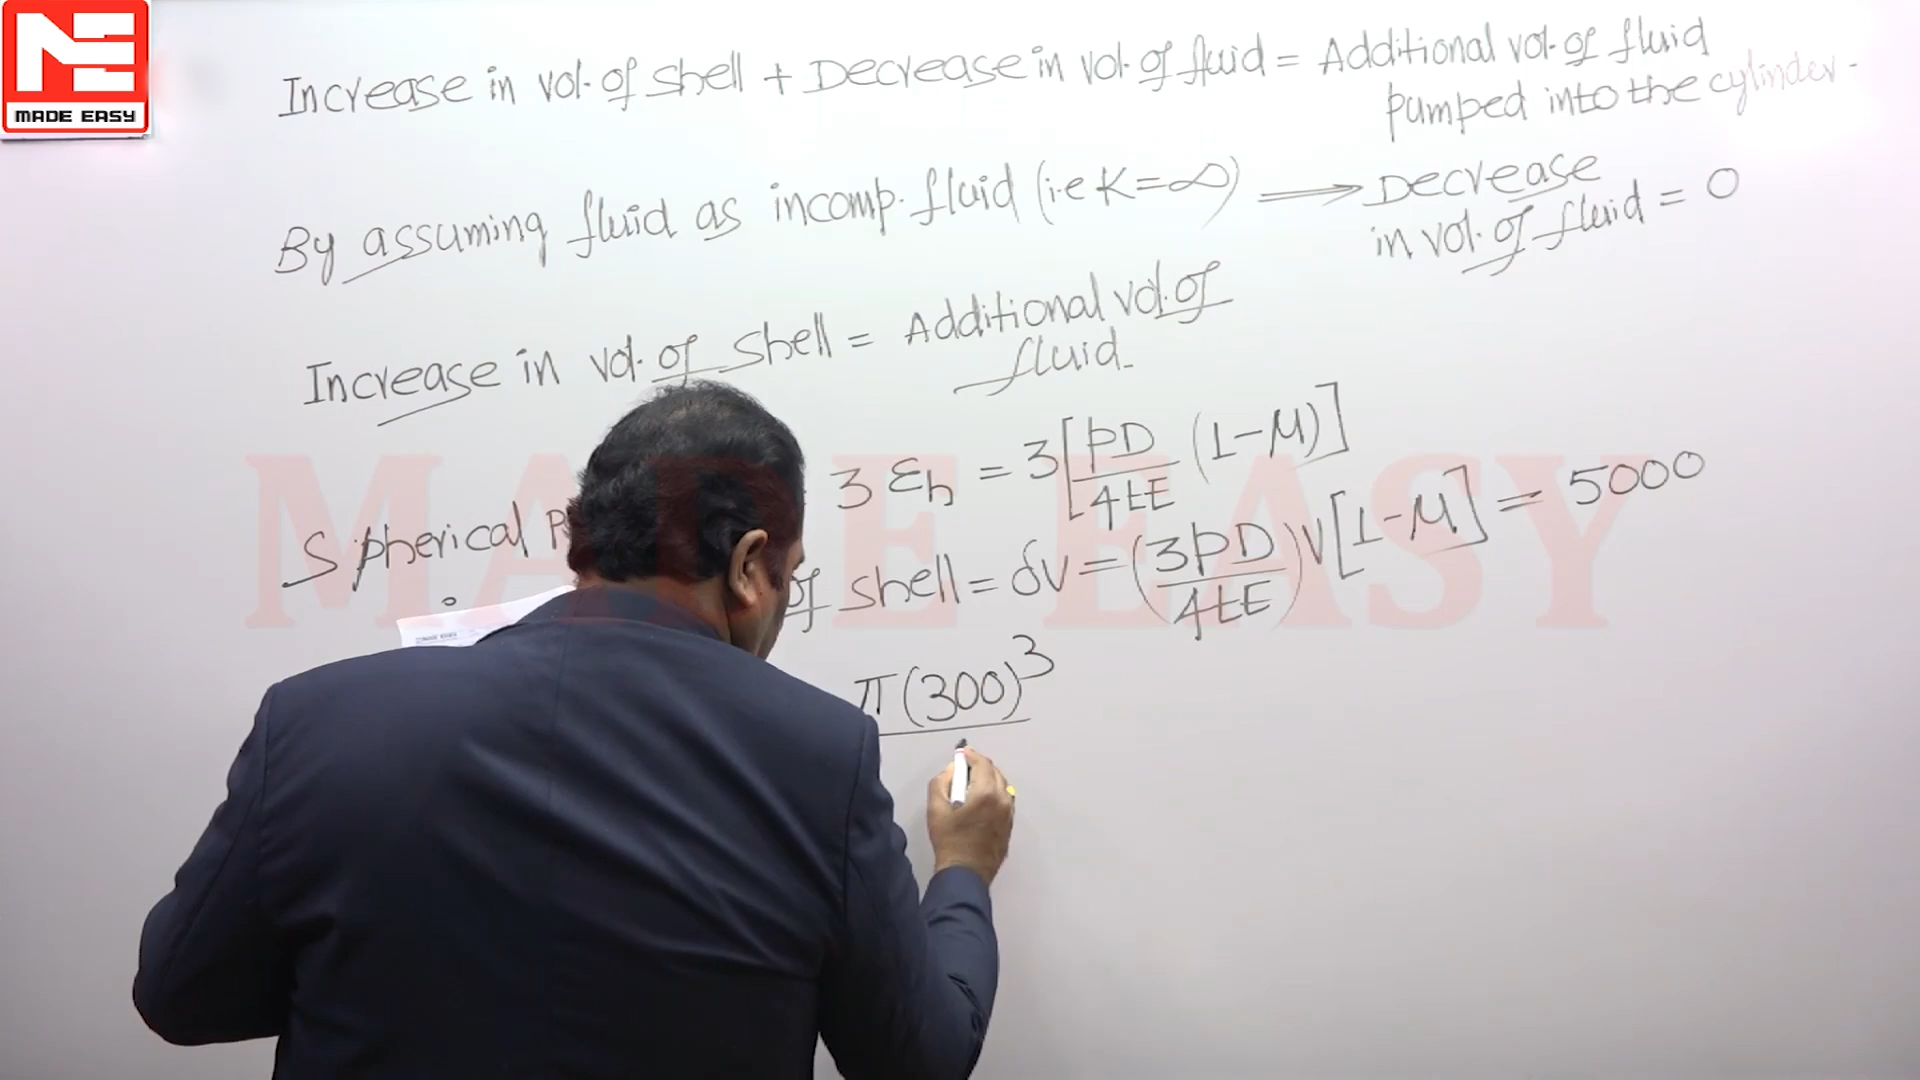 ME
MADE EASY
Increase in vol. of shell + Decrease in vol. of fluid = Additional vol. of fluid
pumped into the cylinder.
By assuming fluid as incomp. fluid (i.e K=∞) ⟹ Decrease
in vol. of fluid = 0
Increase in vol. of shell = Additional vol. of
fluid.
3 εh = 3[PD/4tE (1-μ)]
Spherical
of shell = δV = (3PD/4tE)V[1-μ] = 5000
π(300)³
MADE EASY